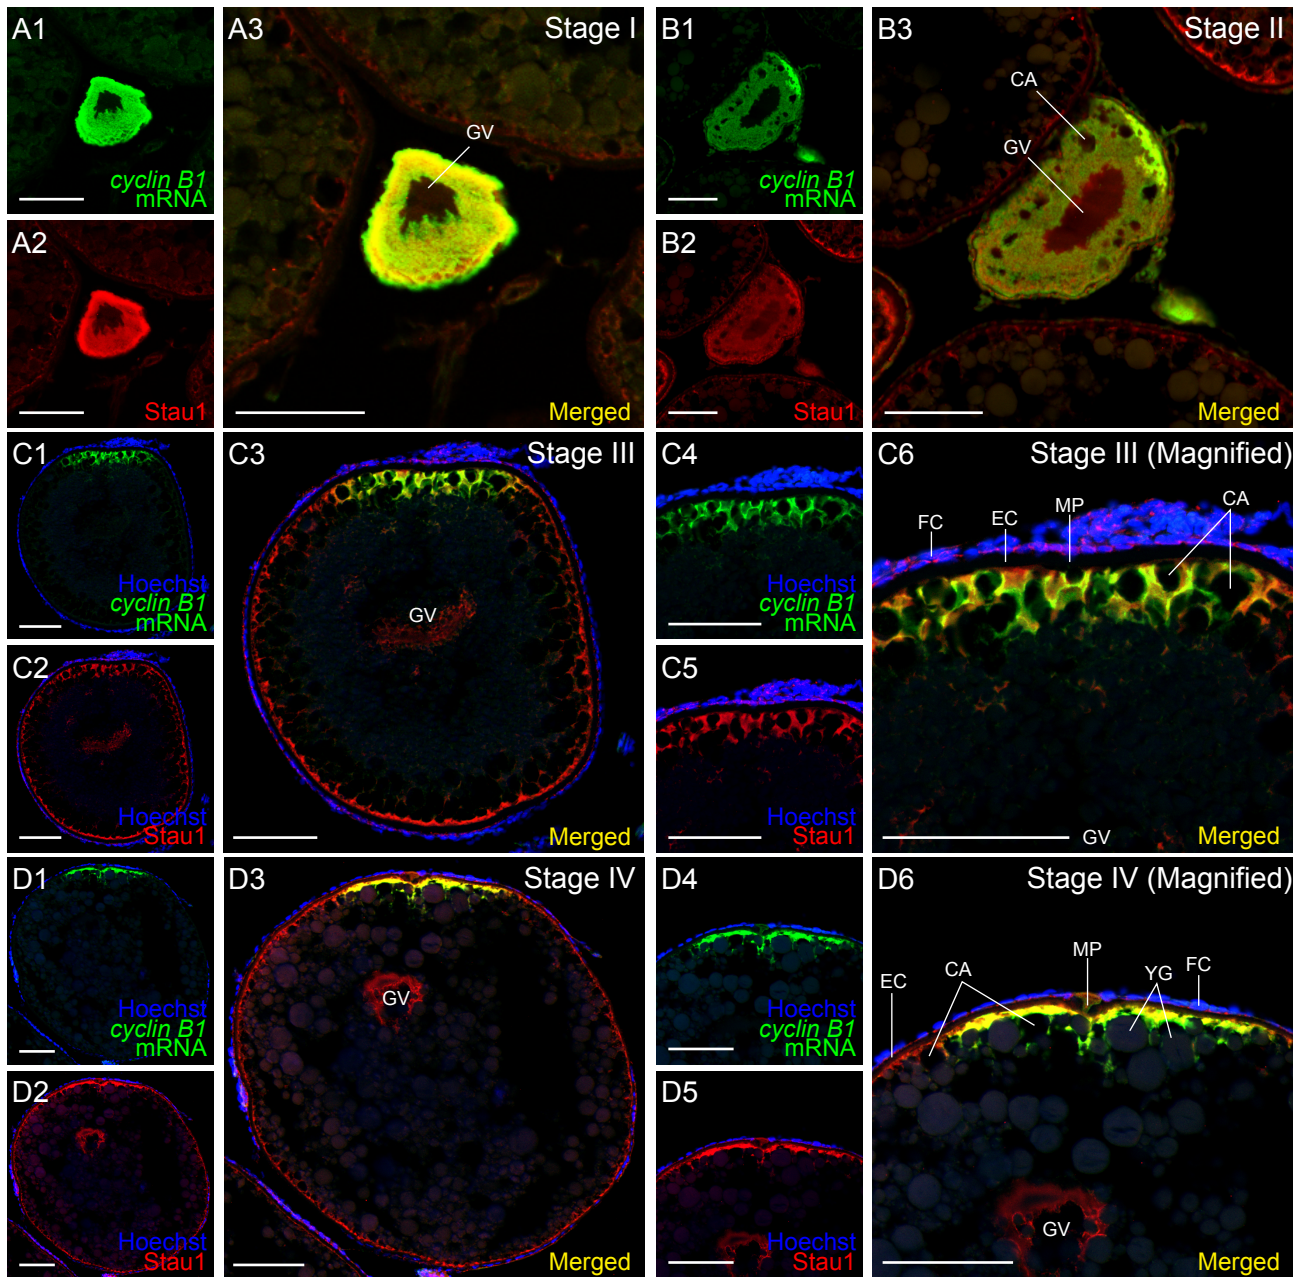 A1
cyclin B1
mRNA
A2
Stau1
A3
Stage I
GV
Merged
B1
cyclin B1
mRNA
B2
Stau1
B3
Stage II
CA
GV
Merged
C1
Hoechst
cyclin B1
mRNA
C2
Hoechst
Stau1
C3
Stage III
GV
Merged
C4
Hoechst
cyclin B1
mRNA
C5
Hoechst
Stau1
C6
Stage III (Magnified)
FC
EC
MP
CA
GV
Merged
D1
Hoechst
cyclin B1
mRNA
D2
Hoechst
Stau1
D3
Stage IV
GV
Merged
D4
Hoechst
cyclin B1
mRNA
D5
Hoechst
Stau1
D6
Stage IV (Magnified)
EC
CA
MP
YG
FC
GV
Merged